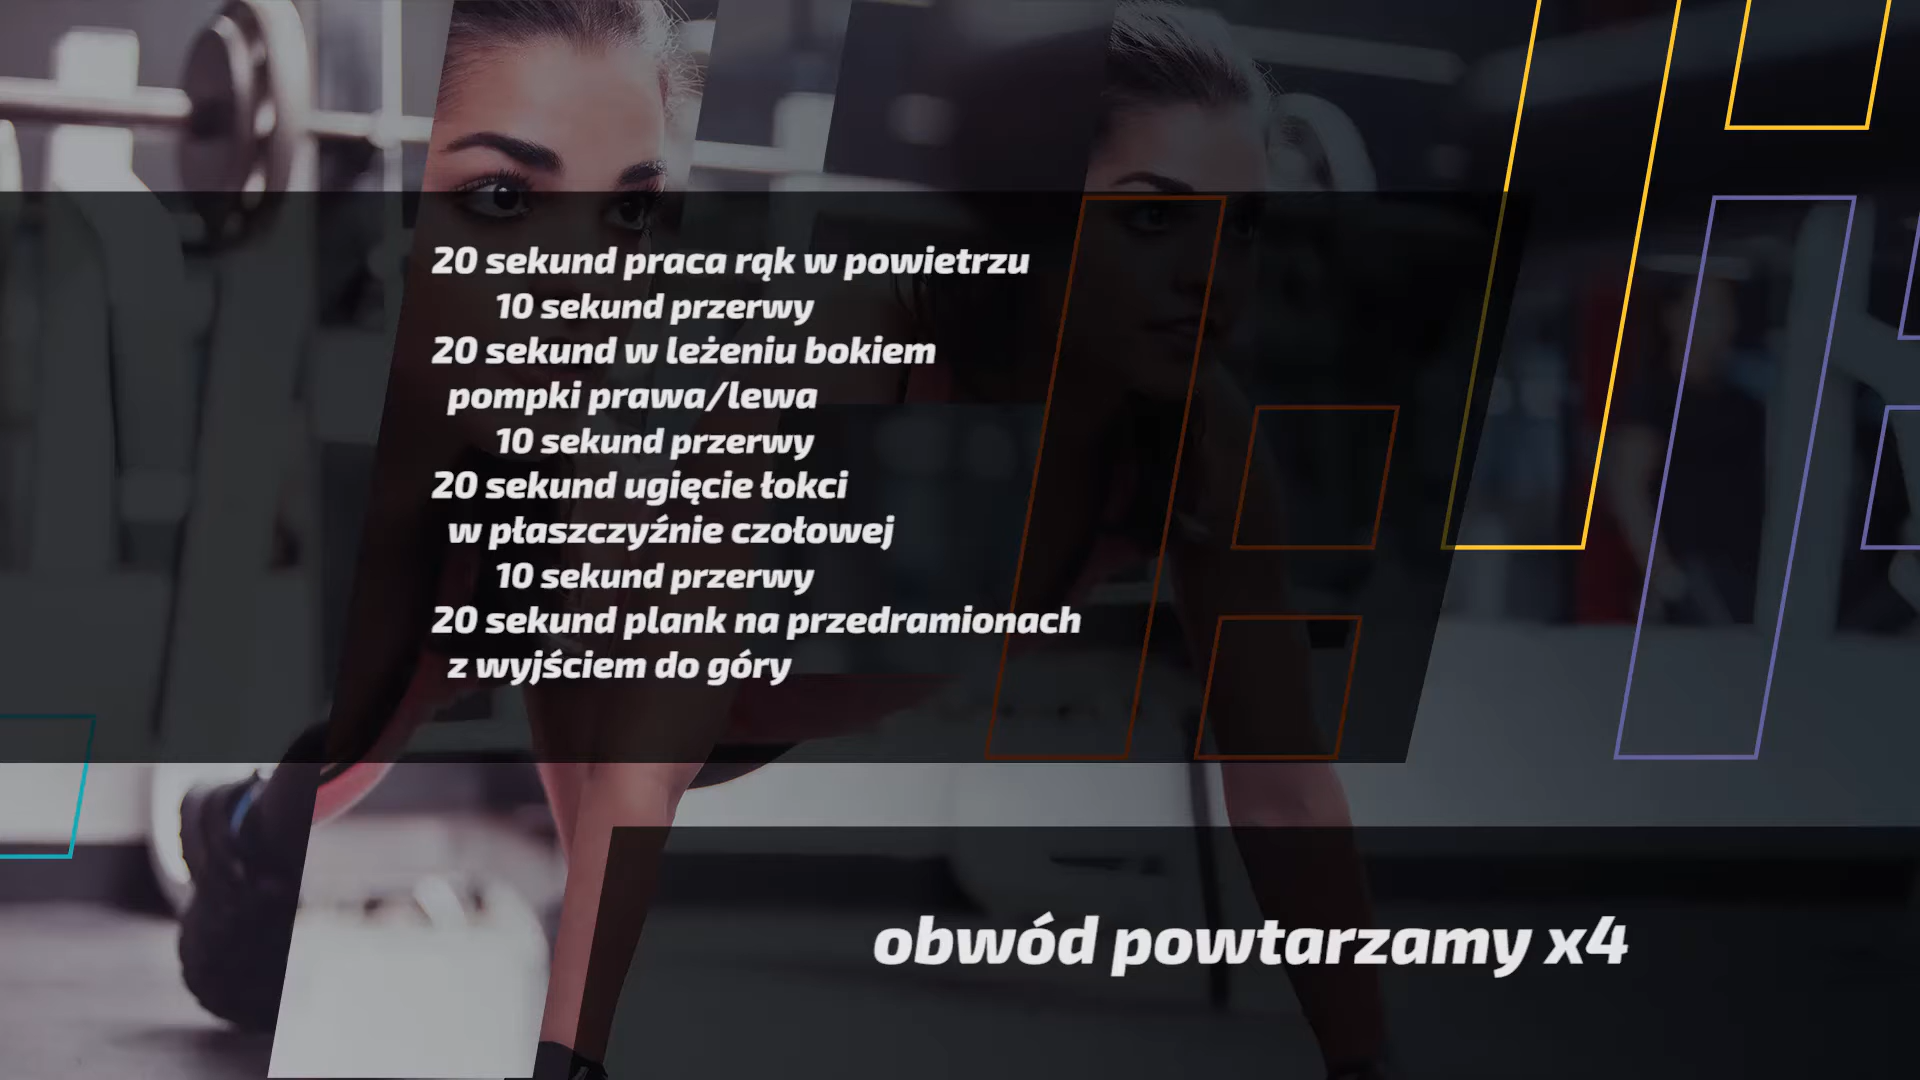 20 sekund praca rąk w powietrzu
10 sekund przerwy
20 sekund w leżeniu bokiem
pompki prawa/lewa
10 sekund przerwy
20 sekund ugięcie łokci
w płaszczyźnie czołowej
10 sekund przerwy
20 sekund plank na przedramionach
z wyjściem do góry
obwód powtarzamy x4